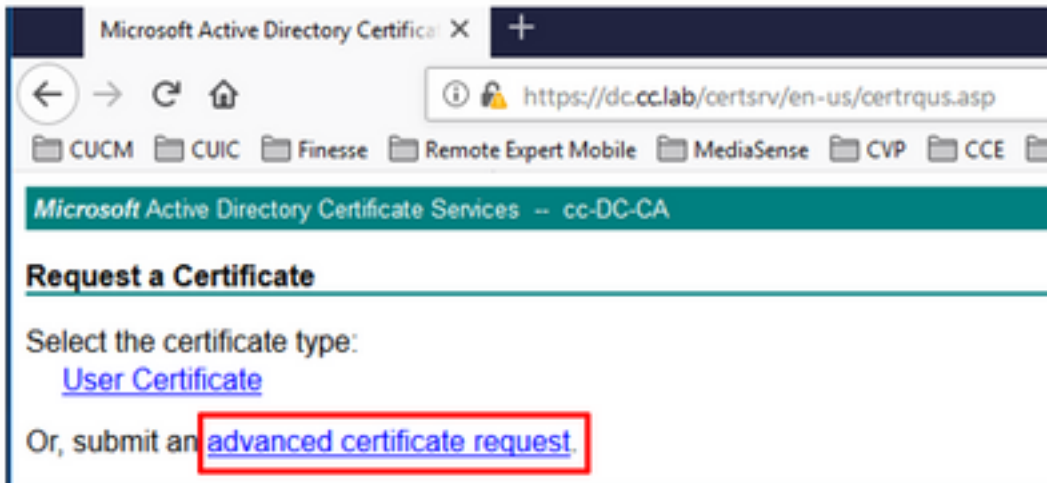 Microsoft Active Directory Certifica
https://dc.cc.lab/certsrv/en-us/certrqus.asp
CUCM CUIC Finesse Remote Expert Mobile MediaSense CVP CCE
Microsoft Active Directory Certificate Services -- cc-DC-CA
Request a Certificate
Select the certificate type:
User Certificate
Or, submit an advanced certificate request.